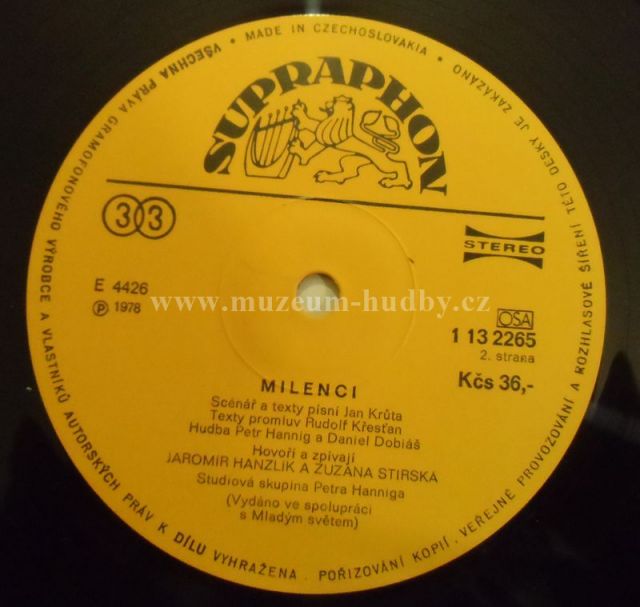 VŠECHNA PRÁVA GRAMOFONOVÉHO VÝROBCE A VLASTNÍKŮ AUTORSKÝCH PRÁV K DÍLU VYHRAŽENA. POŘIZOVÁNÍ KOPIÍ, VEŘEJNÉ PROVOZOVÁNÍ A ROZHLASOVÉ ŠÍŘENÍ TÉTO DESKY JE ZAKÁZÁNO
• MADE IN CZECHOSLOVAKIA •
SUPRAPHON
33
STEREO
E 4426
℗ 1978
www.muzeum-hudby.cz
OSA
1 13 2265
2. strana
Kčs 36,-
MILENCI
Scénář a texty písní Jan Krůta
Texty promluv Rudolf Křesťan
Hudba Petr Hannig a Daniel Dobiáš
Hovoří a zpívají
JAROMÍR HANZLÍK A ZUZANA STIRSKÁ
Studiová skupina Petra Hanniga
(Vydáno ve spolupráci
s Mladým světem)